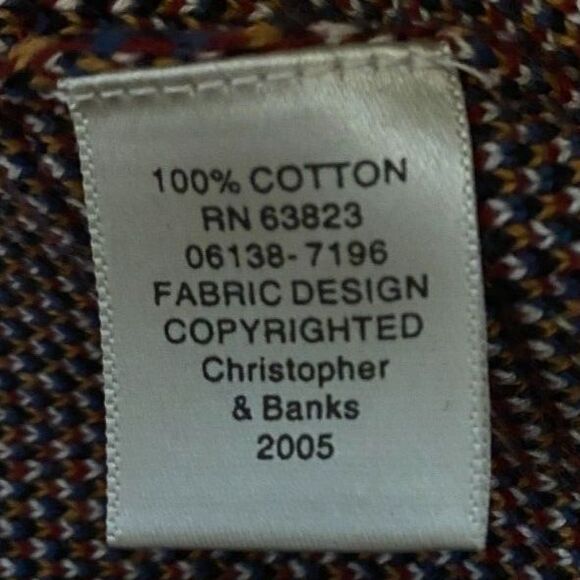 100% COTTON
RN 63823
06138-7196
FABRIC DESIGN
COPYRIGHTED
Christopher
& Banks
2005